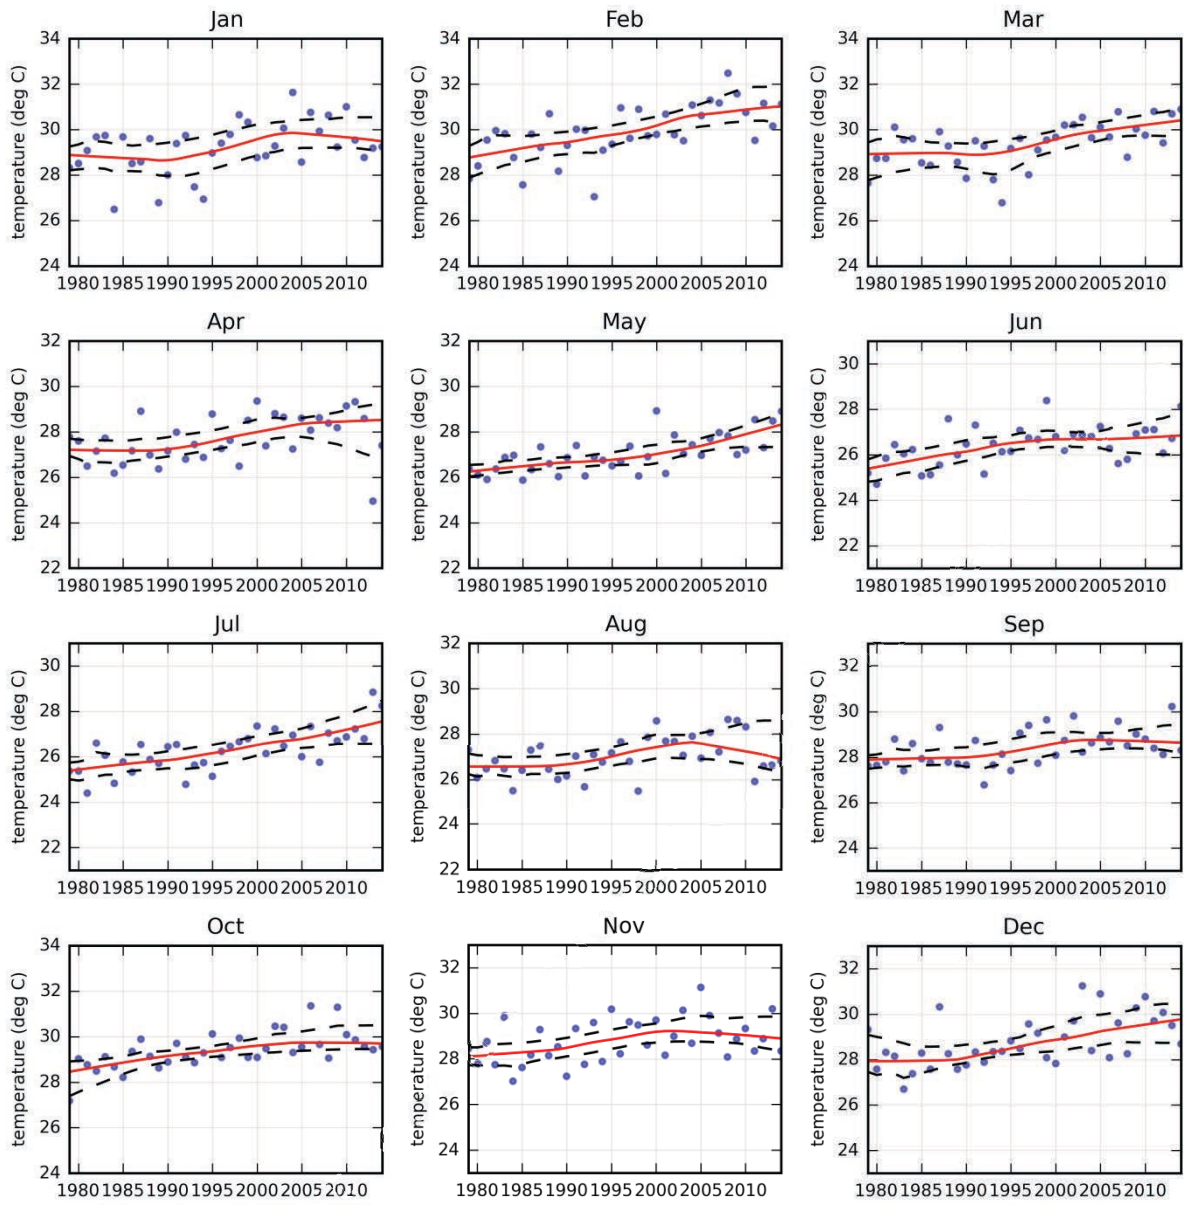 Jan Feb Mar
34 34 34
32 32 32
30 30 30
28 28 28
26 26 26
24 24 24
temperature (deg C) temperature (deg C) temperature (deg C)
1980 1985 1990 1995 2000 2005 2010 1980 1985 1990 1995 2000 2005 2010 1980 1985 1990 1995 2000 2005 2010
Apr May Jun
32 32
30 30 30
28 28 28
26 26 26
24 24 24
22 22 22
temperature (deg C) temperature (deg C) temperature (deg C)
1980 1985 1990 1995 2000 2005 2010 1980 1985 1990 1995 2000 2005 2010 1980 1985 1990 1995 2000 2005 2010
Jul Aug Sep
32 32
30 30 30
28 28 28
26 26 26
24 24 24
22 22
temperature (deg C) temperature (deg C) temperature (deg C)
1980 1985 1990 1995 2000 2005 2010 1980 1985 1990 1995 2000 2005 2010 1980 1985 1990 1995 2000 2005 2010
Oct Nov Dec
34
32 32 32
30 30 30
28 28 28
26 26 26
24 24 24
temperature (deg C) temperature (deg C) temperature (deg C)
1980 1985 1990 1995 2000 2005 2010 1980 1985 1990 1995 2000 2005 2010 1980 1985 1990 1995 2000 2005 2010